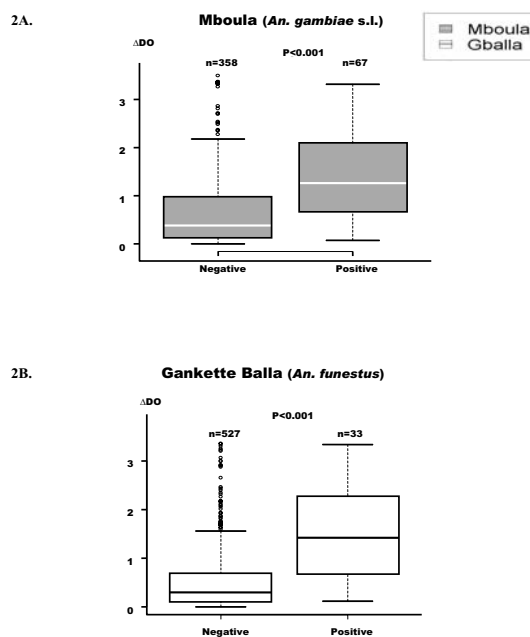 2A.
Mboula (An. gambiae s.l.)
Mboula
Gballa
ΔDO
P<0.001
n=358
n=67
3
2
1
0
Negative
Positive
2B.
Gankette Balla (An. funestus)
ΔDO
P<0.001
n=527
n=33
3
2
1
0
Negative
Positive